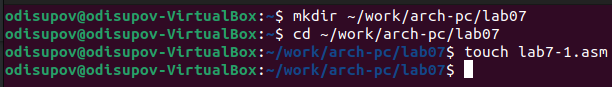 odisupov@odisupov-VirtualBox:~$ mkdir ~/work/arch-pc/lab07
odisupov@odisupov-VirtualBox:~$ cd ~/work/arch-pc/lab07
odisupov@odisupov-VirtualBox:~/work/arch-pc/lab07$ touch lab7-1.asm
odisupov@odisupov-VirtualBox:~/work/arch-pc/lab07$